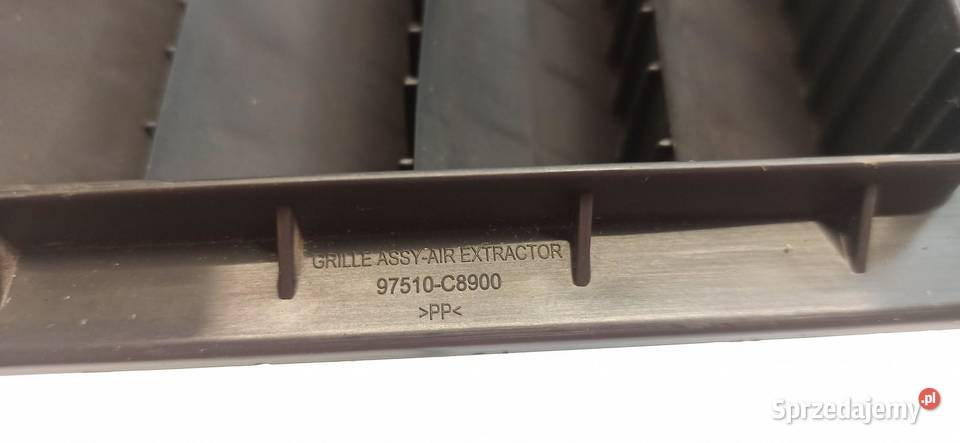 GRILLE ASSY-AIR EXTRACTOR
97510-C8900
>PP<
Sprzedajemy.pl